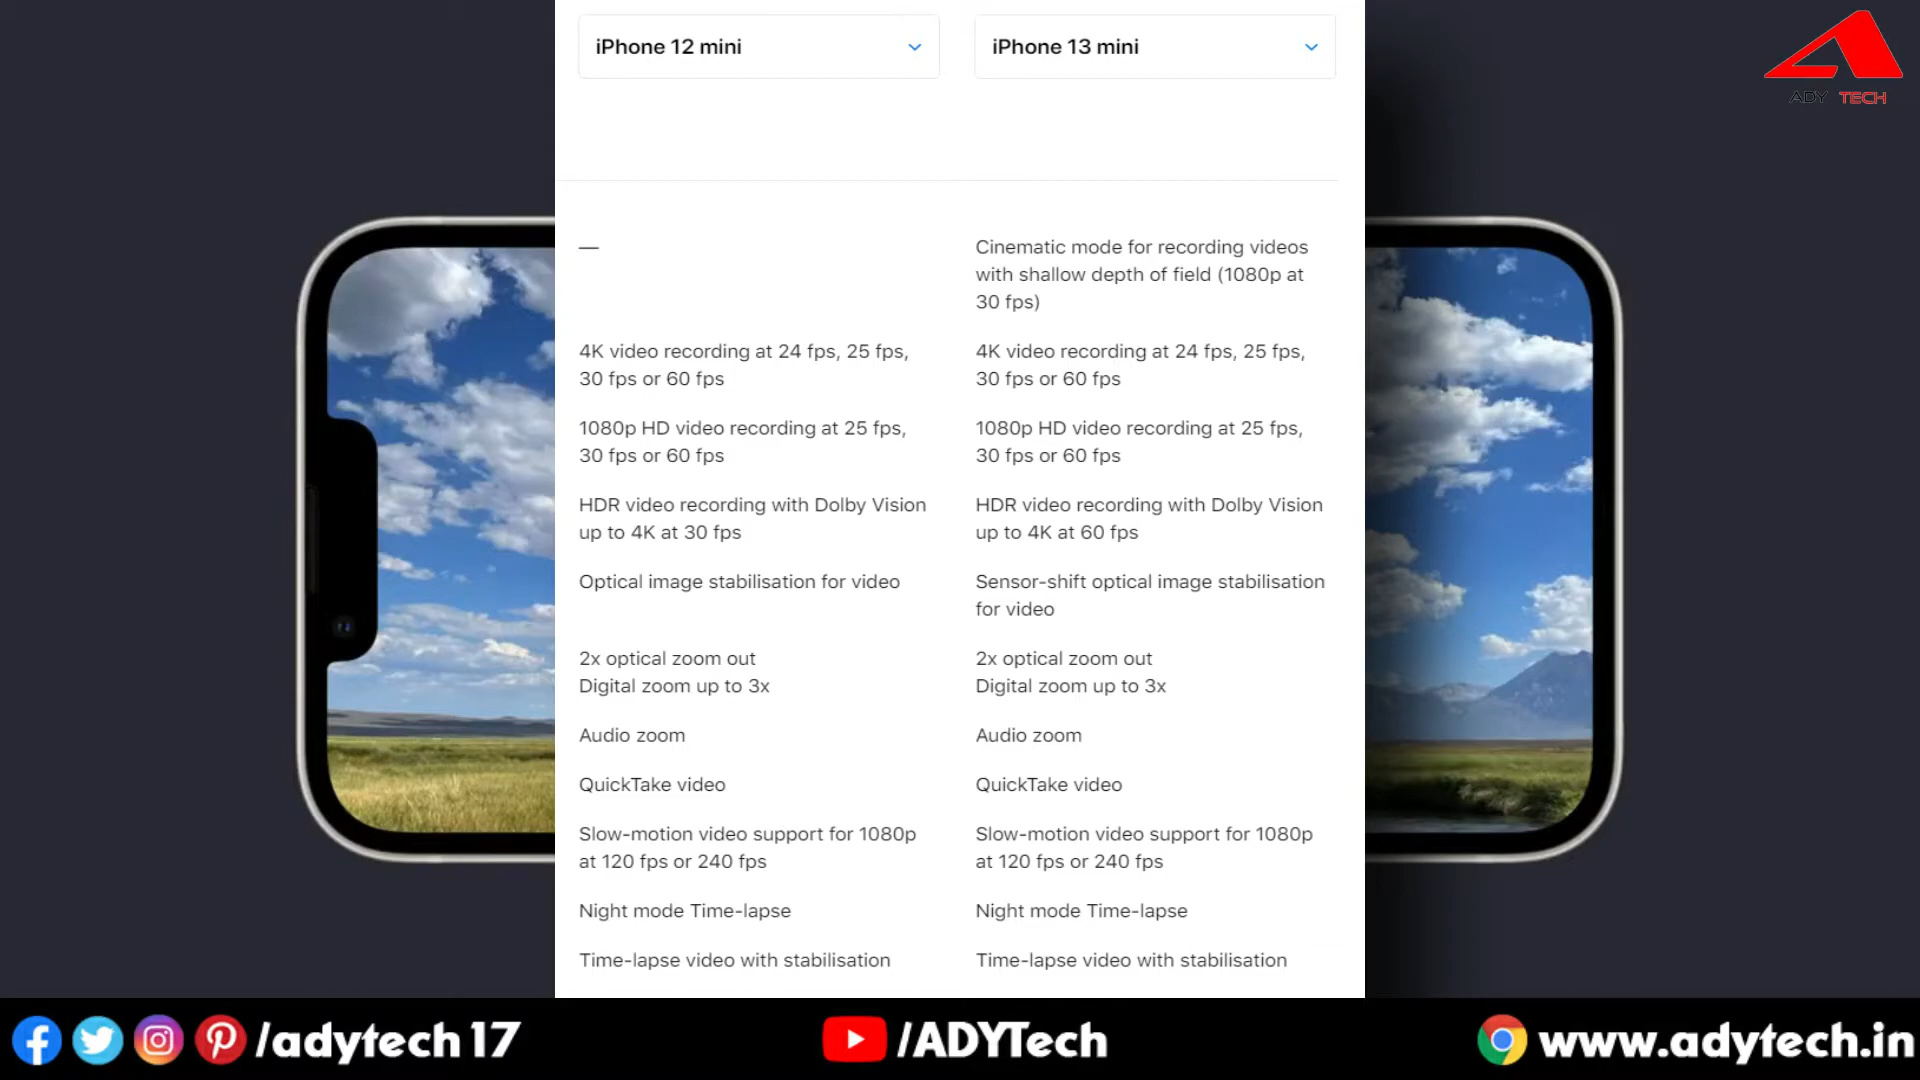 iPhone 12 mini
iPhone 13 mini
ADY TECH
—
Cinematic mode for recording videos
with shallow depth of field (1080p at
30 fps)
4K video recording at 24 fps, 25 fps,
30 fps or 60 fps
4K video recording at 24 fps, 25 fps,
30 fps or 60 fps
1080p HD video recording at 25 fps,
30 fps or 60 fps
1080p HD video recording at 25 fps,
30 fps or 60 fps
HDR video recording with Dolby Vision
up to 4K at 30 fps
HDR video recording with Dolby Vision
up to 4K at 60 fps
Optical image stabilisation for video
Sensor-shift optical image stabilisation
for video
2x optical zoom out
Digital zoom up to 3x
2x optical zoom out
Digital zoom up to 3x
Audio zoom
Audio zoom
QuickTake video
QuickTake video
Slow-motion video support for 1080p
at 120 fps or 240 fps
Slow-motion video support for 1080p
at 120 fps or 240 fps
Night mode Time-lapse
Night mode Time-lapse
Time-lapse video with stabilisation
Time-lapse video with stabilisation
/adytech17
/ADYTech
www.adytech.in